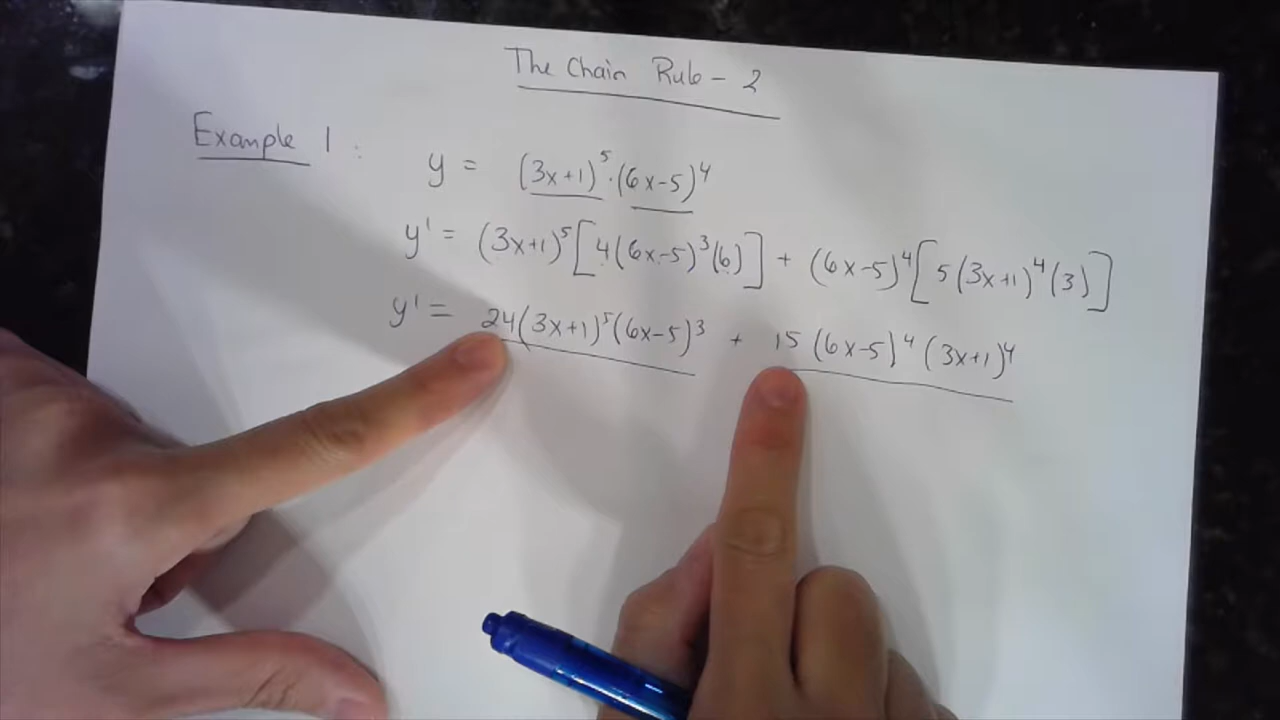 The Chain Rule - 2
Example 1 :
y = (3x+1)⁵·(6x-5)⁴
y' = (3x+1)⁵[4(6x-5)³(6)] + (6x-5)⁴[5(3x+1)⁴(3)]
y' = 24(3x+1)⁵(6x-5)³ + 15(6x-5)⁴(3x+1)⁴